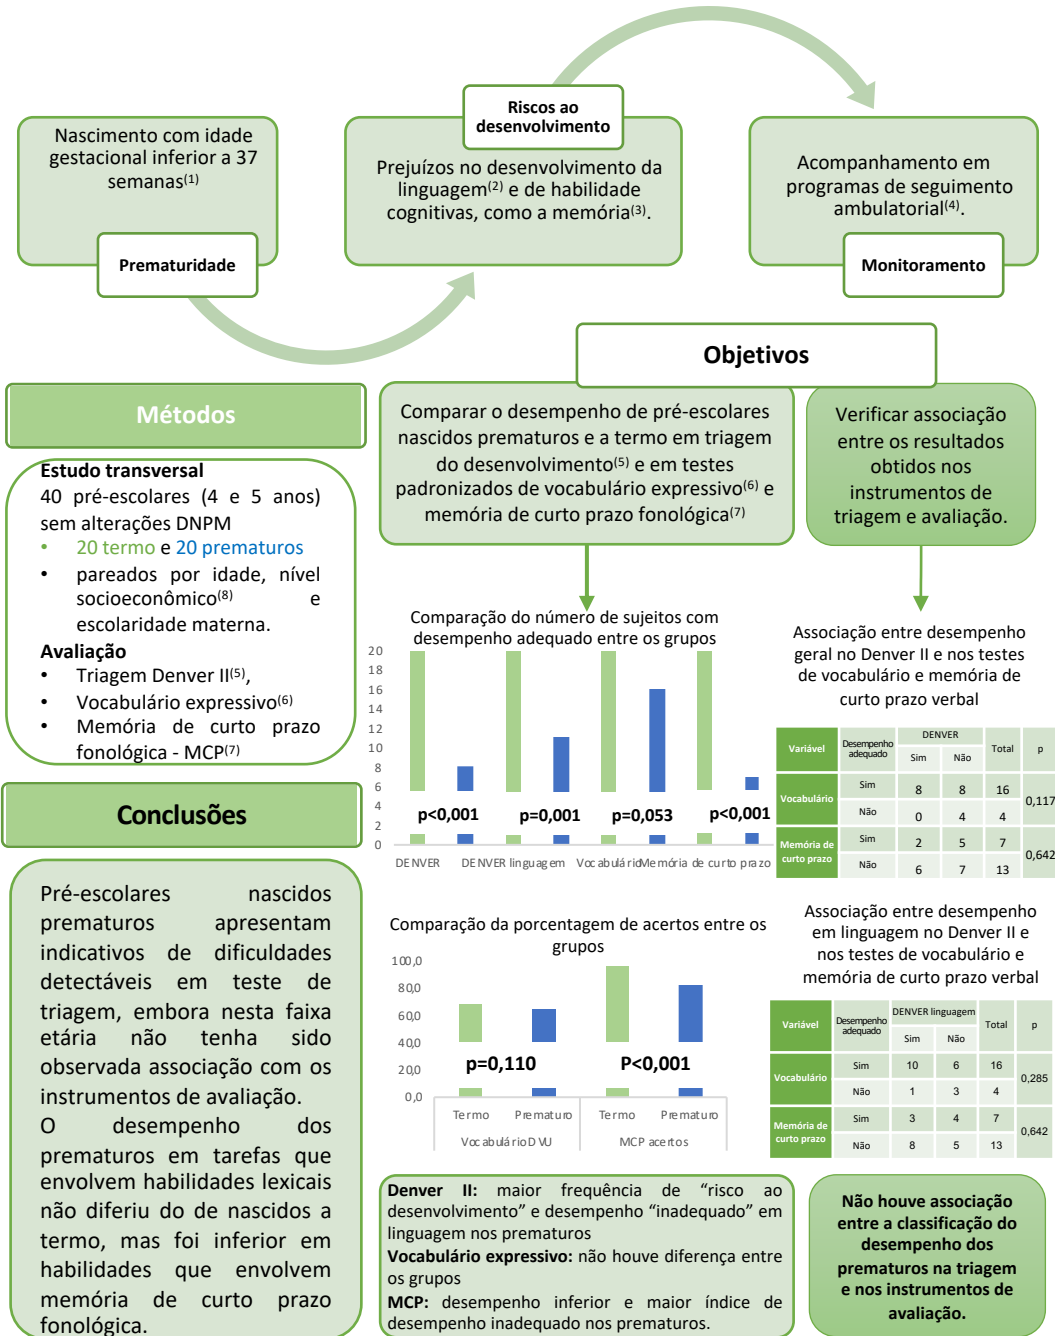 Nascimento com idade
gestacional inferior a 37
semanas(1)
Prematuridade
Riscos ao
desenvolvimento
Prejuízos no desenvolvimento da
linguagem(2) e de habilidade
cognitivas, como a memória(3).
Acompanhamento em
programas de seguimento
ambulatorial(4).
Monitoramento
Objetivos
Comparar o desempenho de pré-escolares
nascidos prematuros e a termo em triagem
do desenvolvimento(5) e em testes
padronizados de vocabulário expressivo(6) e
memória de curto prazo fonológica(7)
Verificar associação
entre os resultados
obtidos nos
instrumentos de
triagem e avaliação.
Métodos
Estudo transversal
40 pré-escolares (4 e 5 anos)
sem alterações DNPM
• 20 termo e 20 prematuros
• pareados por idade, nível
socioeconômico(8) e
escolaridade materna.
Avaliação
• Triagem Denver II(5),
• Vocabulário expressivo(6)
• Memória de curto prazo
fonológica - MCP(7)
Conclusões
Pré-escolares nascidos
prematuros apresentam
indicativos de dificuldades
detectáveis em teste de
triagem, embora nesta faixa
etária não tenha sido
observada associação com os
instrumentos de avaliação.
O desempenho dos
prematuros em tarefas que
envolvem habilidades lexicais
não diferiu do de nascidos a
termo, mas foi inferior em
habilidades que envolvem
memória de curto prazo
fonológica.
Comparação do número de sujeitos com
desempenho adequado entre os grupos
20
18
16
14
12
10
8
6
4
2
0
p<0,001 p=0,001 p=0,053 p<0,001
DENVER DENVER linguagem Vocabulário Memória de curto prazo
Comparação da porcentagem de acertos entre os
grupos
100,0
80,0
60,0
40,0
20,0
0,0
p=0,110 P<0,001
Termo Prematuro Termo Prematuro
Vocabulário DVU MCP acertos
Denver II: maior frequência de “risco ao
desenvolvimento” e desempenho “inadequado” em
linguagem nos prematuros
Vocabulário expressivo: não houve diferença entre
os grupos
MCP: desempenho inferior e maior índice de
desempenho inadequado nos prematuros.
Associação entre desempenho
geral no Denver II e nos testes
de vocabulário e memória de
curto prazo verbal
Variável Desempenho adequado DENVER Total p
Sim Não
Vocabulário Sim 8 8 16 0,117
Não 0 4 4
Memória de curto prazo Sim 2 5 7 0,642
Não 6 7 13
Associação entre desempenho
em linguagem no Denver II e
nos testes de vocabulário e
memória de curto prazo verbal
Variável Desempenho adequado DENVER linguagem Total p
Sim Não
Vocabulário Sim 10 6 16 0,285
Não 1 3 4
Memória de curto prazo Sim 3 4 7 0,642
Não 8 5 13
Não houve associação
entre a classificação do
desempenho dos
prematuros na triagem
e nos instrumentos de
avaliação.